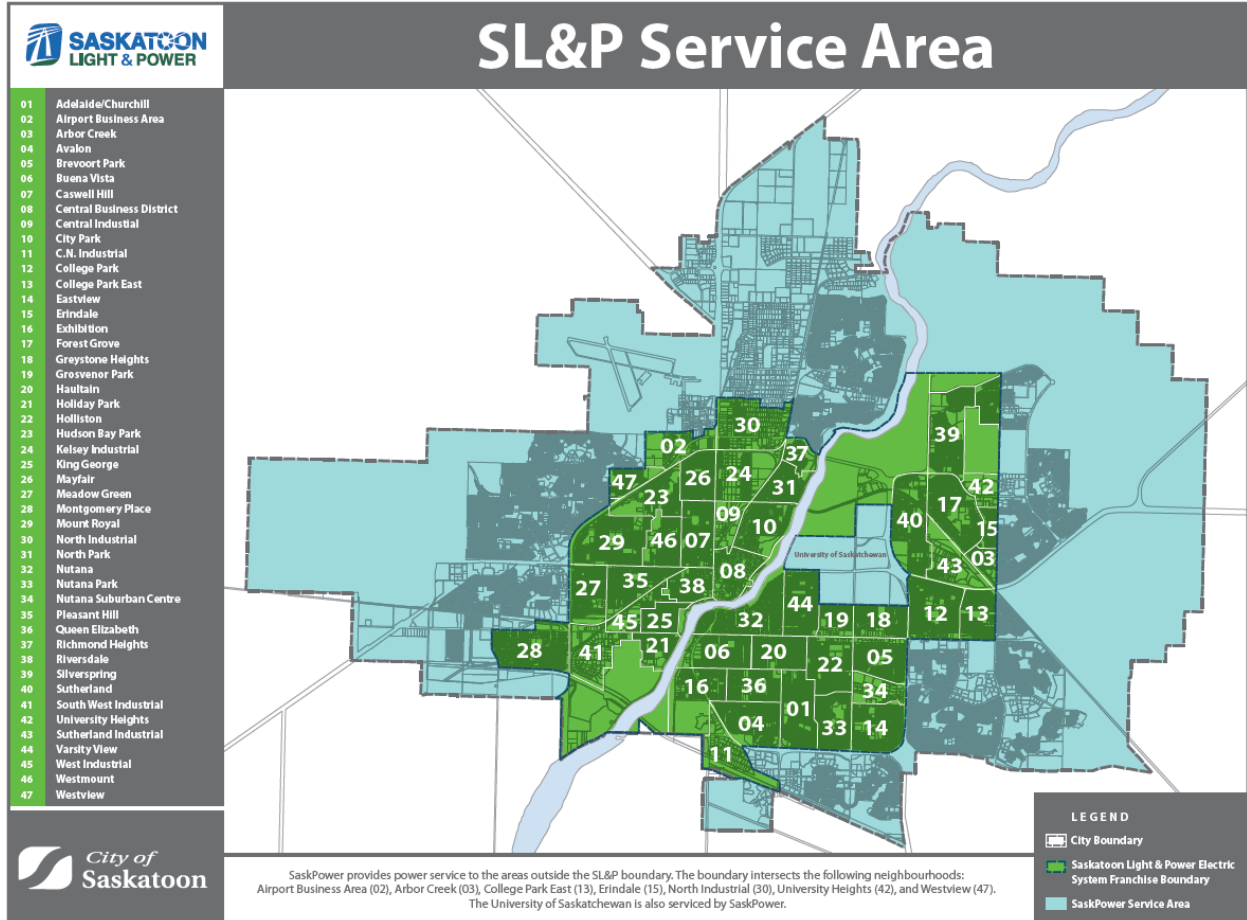 SASKATOON
LIGHT & POWER
SL&P Service Area
01 Adelaide/Churchill
02 Airport Business Area
03 Arbor Creek
04 Avalon
05 Brevoort Park
06 Buena Vista
07 Caswell Hill
08 Central Business District
09 Central Industial
10 City Park
11 C.N. Industrial
12 College Park
13 College Park East
14 Eastview
15 Erindale
16 Exhibition
17 Forest Grove
18 Greystone Heights
19 Grosvenor Park
20 Haultain
21 Holiday Park
22 Holliston
23 Hudson Bay Park
24 Kelsey Industrial
25 King George
26 Mayfair
27 Meadow Green
28 Montgomery Place
29 Mount Royal
30 North Industrial
31 North Park
32 Nutana
33 Nutana Park
34 Nutana Suburban Centre
35 Pleasant Hill
36 Queen Elizabeth
37 Richmond Heights
38 Riversdale
39 Silverspring
40 Sutherland
41 South West Industrial
42 University Heights
43 Sutherland Industrial
44 Varsity View
45 West Industrial
46 Westmount
47 Westview
30
39
02
37
26
24
47
31
42
23
17
09
10
40
15
29
46
07
03
43
08
27
35
38
44
12
13
45
25
32
19
18
28
41
21
06
20
22
05
16
36
34
01
04
33
14
11
University of Saskatchewan
City of
Saskatoon
SaskPower provides power service to the areas outside the SL&P boundary. The boundary intersects the following neighbourhoods:
Airport Business Area (02), Arbor Creek (03), College Park East (13), Erindale (15), North Industrial (30), University Heights (42), and Westview (47).
The University of Saskatchewan is also serviced by SaskPower.
LEGEND
City Boundary
Saskatoon Light & Power Electric
System Franchise Boundary
SaskPower Service Area